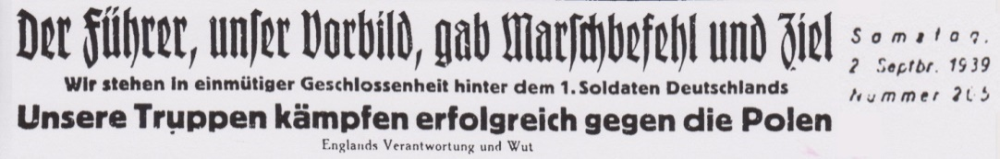 Der Führer, unser Vorbild, gab Marschbefehl und Ziel
Wir stehen in einmütiger Geschlossenheit hinter dem 1. Soldaten Deutschlands
Unsere Truppen kämpfen erfolgreich gegen die Polen
Englands Verantwortung und Wut
Samstag.
2 Septbr. 1939
Nummer 205